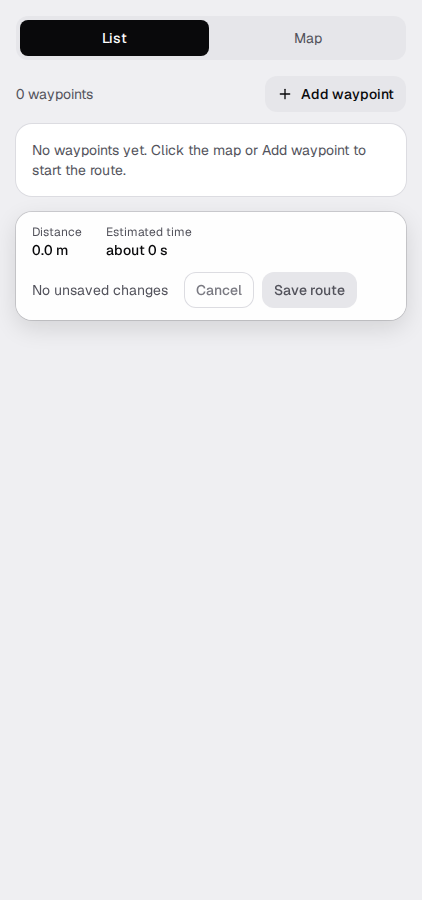 List
Map
0 waypoints
Add waypoint
No waypoints yet. Click the map or Add waypoint to
start the route.
Distance
Estimated time
0.0 m
about 0 s
No unsaved changes
Cancel
Save route